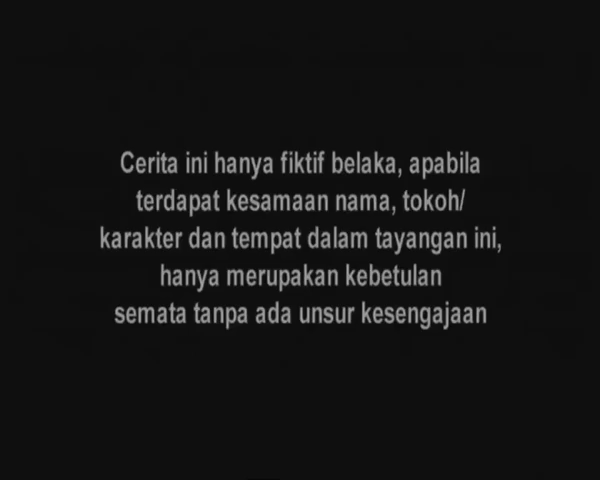 Cerita ini hanya fiktif belaka, apabila
terdapat kesamaan nama, tokoh/
karakter dan tempat dalam tayangan ini,
hanya merupakan kebetulan
semata tanpa ada unsur kesengajaan